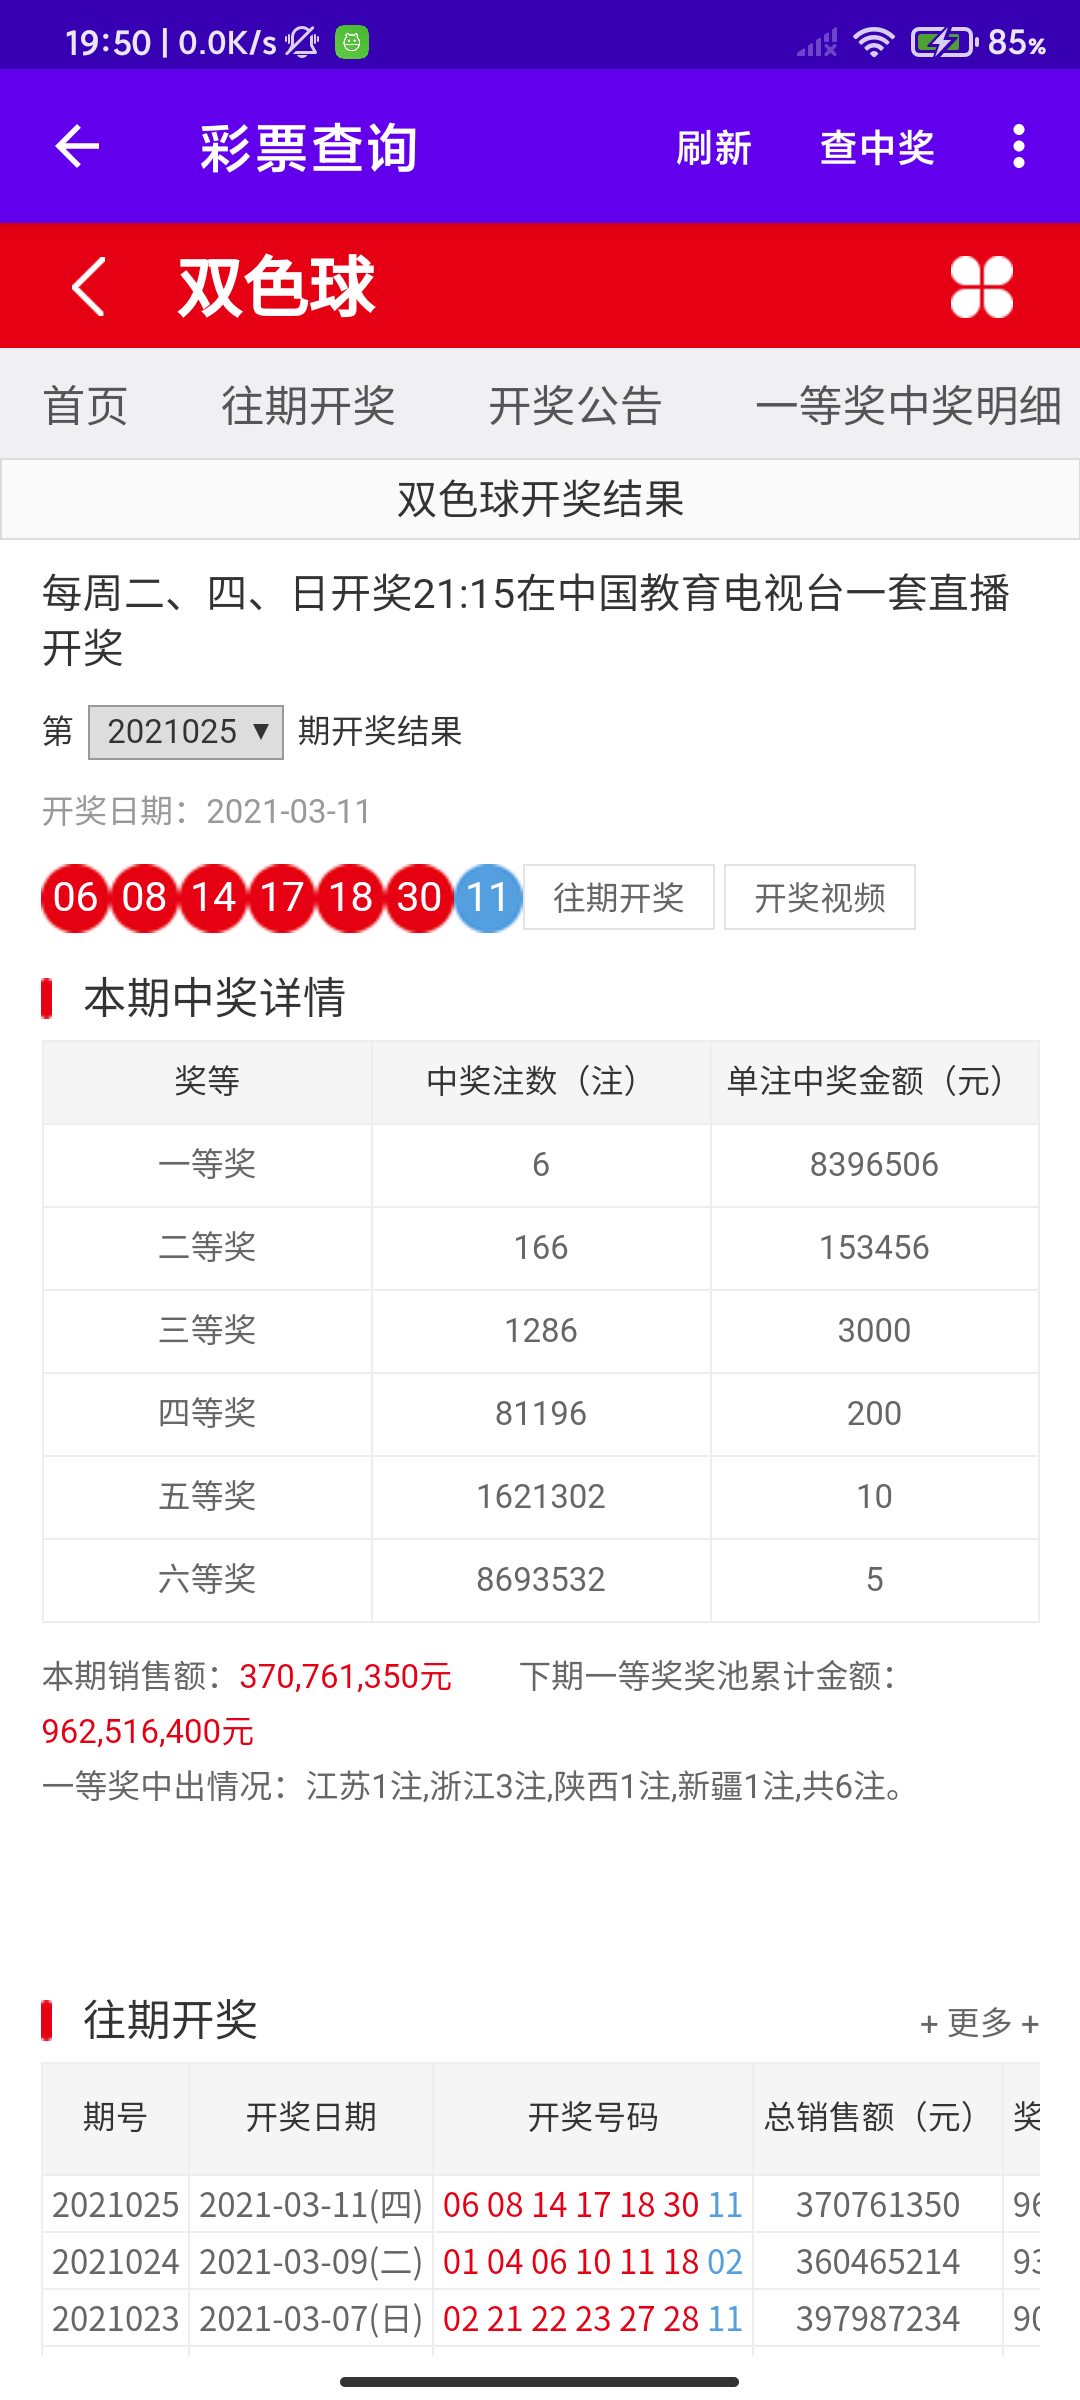 19:50 | 0.0K/s 85%
彩票查询 刷新 查中奖
双色球
首页 往期开奖 开奖公告 一等奖中奖明细
双色球开奖结果
每周二、四、日开奖21:15在中国教育电视台一套直播
开奖
第 2021025 ▼ 期开奖结果
开奖日期：2021-03-11
06 08 14 17 18 30 11 往期开奖 开奖视频
本期中奖详情
奖等 中奖注数（注） 单注中奖金额（元）
一等奖 6 8396506
二等奖 166 153456
三等奖 1286 3000
四等奖 81196 200
五等奖 1621302 10
六等奖 8693532 5
本期销售额：370,761,350元 下期一等奖奖池累计金额：
962,516,400元
一等奖中出情况：江苏1注,浙江3注,陕西1注,新疆1注,共6注。
往期开奖 + 更多 +
期号 开奖日期 开奖号码 总销售额（元） 奖
2021025 2021-03-11(四) 06 08 14 17 18 30 11 370761350 96
2021024 2021-03-09(二) 01 04 06 10 11 18 02 360465214 93
2021023 2021-03-07(日) 02 21 22 23 27 28 11 397987234 90